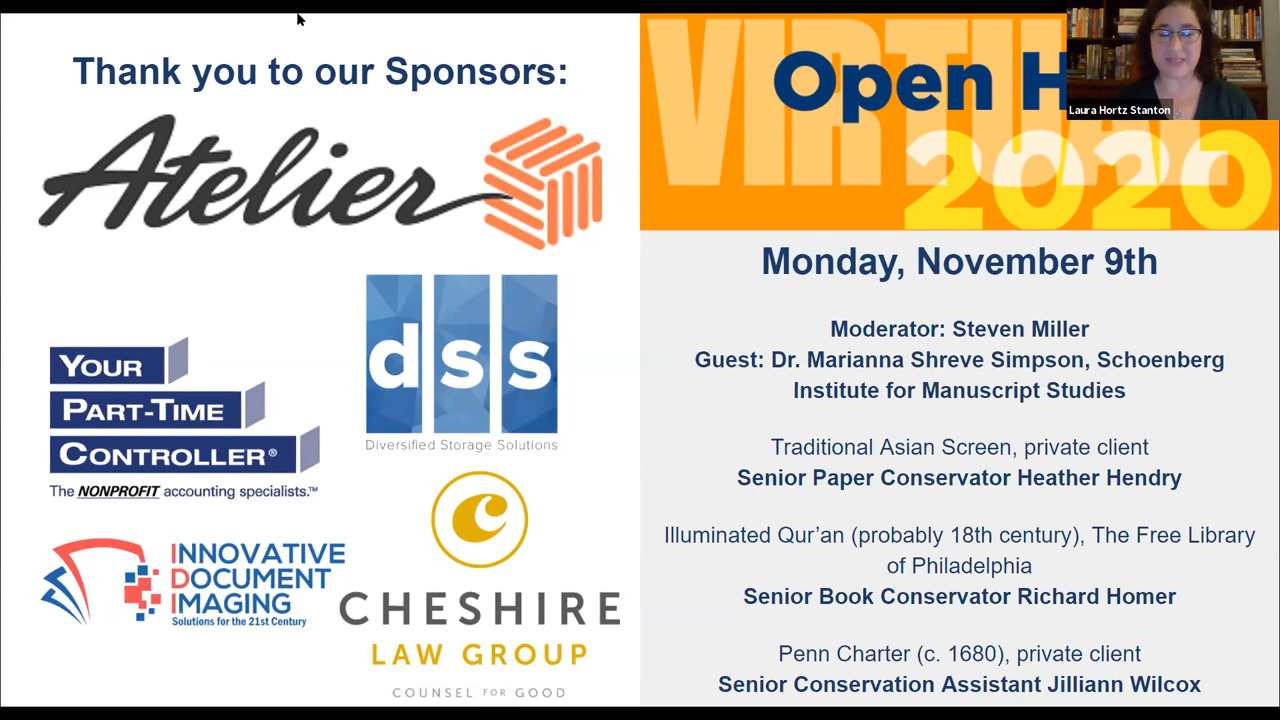 Thank you to our Sponsors:
Atelier
dss
Diversified Storage Solutions
YOUR
PART-TIME
CONTROLLER®
The NONPROFIT accounting specialists.™
INNOVATIVE
DOCUMENT
IMAGING
Solutions for the 21st Century
C
CHESHIRE
LAW GROUP
COUNSEL FOR GOOD
VIRTUAL
Open H
2020
Laura Hortz Stanton
Monday, November 9th
Moderator: Steven Miller
Guest: Dr. Marianna Shreve Simpson, Schoenberg
Institute for Manuscript Studies
Traditional Asian Screen, private client
Senior Paper Conservator Heather Hendry
Illuminated Qur’an (probably 18th century), The Free Library
of Philadelphia
Senior Book Conservator Richard Homer
Penn Charter (c. 1680), private client
Senior Conservation Assistant Jilliann Wilcox